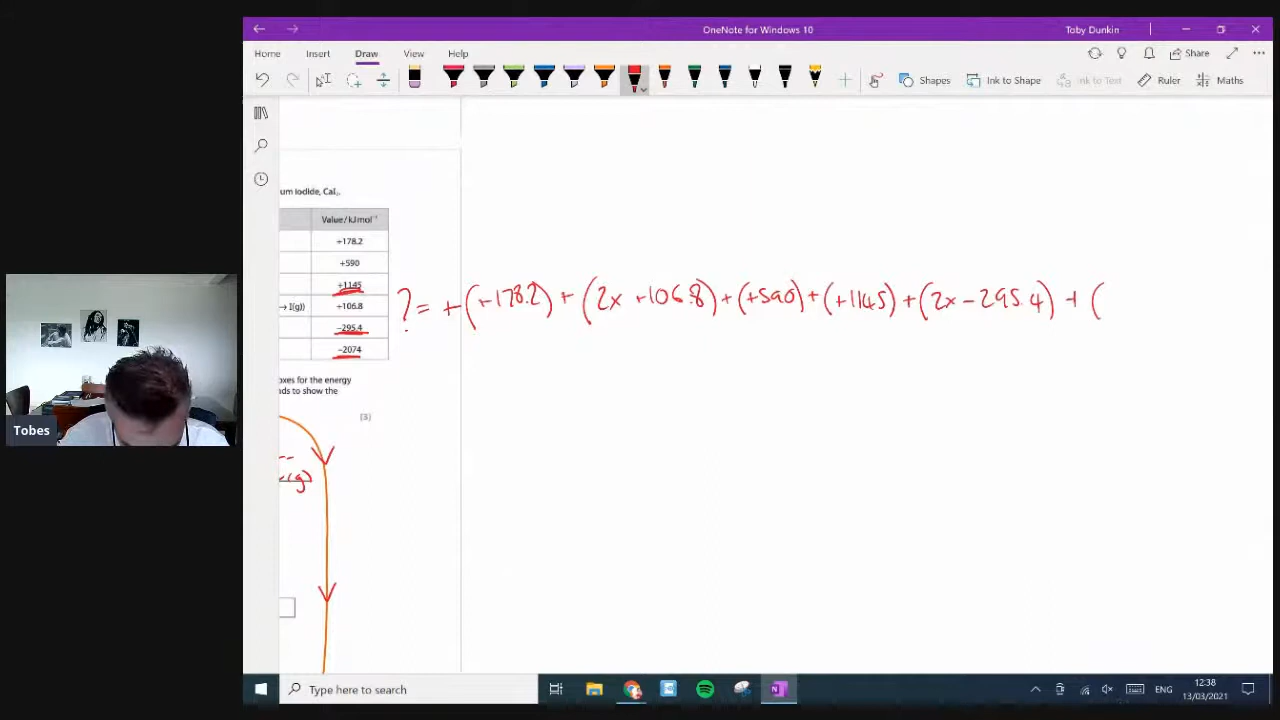 OneNote for Windows 10
Toby Dunkin
Home Insert Draw View Help
Share
Shapes
Ink to Shape
Ink to Text
Ruler
Maths
um Iodide, CaI₂.
Value/kJ mol⁻¹
+178.2
+590
+1145
→ I(g)) +106.8
−295.4
−2074
oxes for the energy
nds to show the
(3)
(g)
? = +(+178.2) + (2x +106.8) + (+590) + (+1145) + (2x −295.4) + (
Tobes
Type here to search
ENG
12:38
13/03/2021